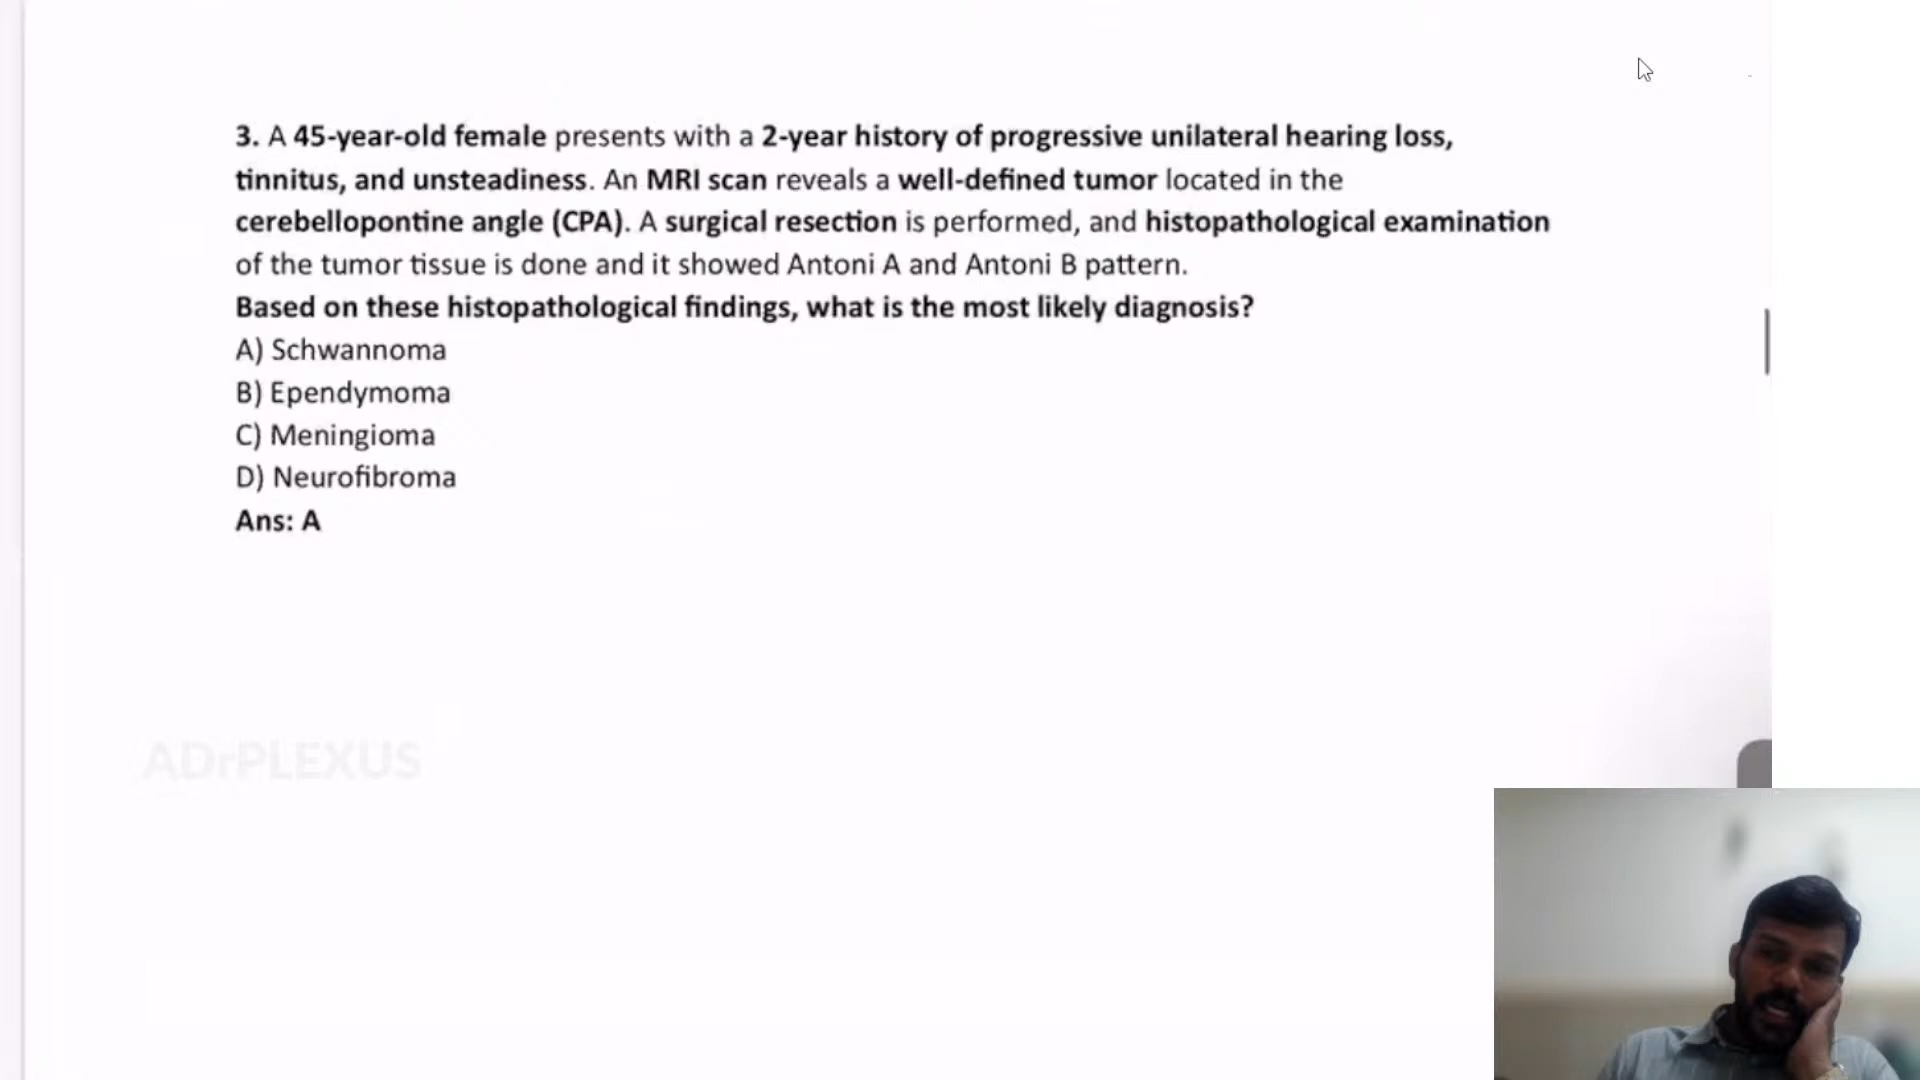 3. A 45-year-old female presents with a 2-year history of progressive unilateral hearing loss,
tinnitus, and unsteadiness. An MRI scan reveals a well-defined tumor located in the
cerebellopontine angle (CPA). A surgical resection is performed, and histopathological examination
of the tumor tissue is done and it showed Antoni A and Antoni B pattern.
Based on these histopathological findings, what is the most likely diagnosis?
A) Schwannoma
B) Ependymoma
C) Meningioma
D) Neurofibroma
Ans: A
ADrPLEXUS